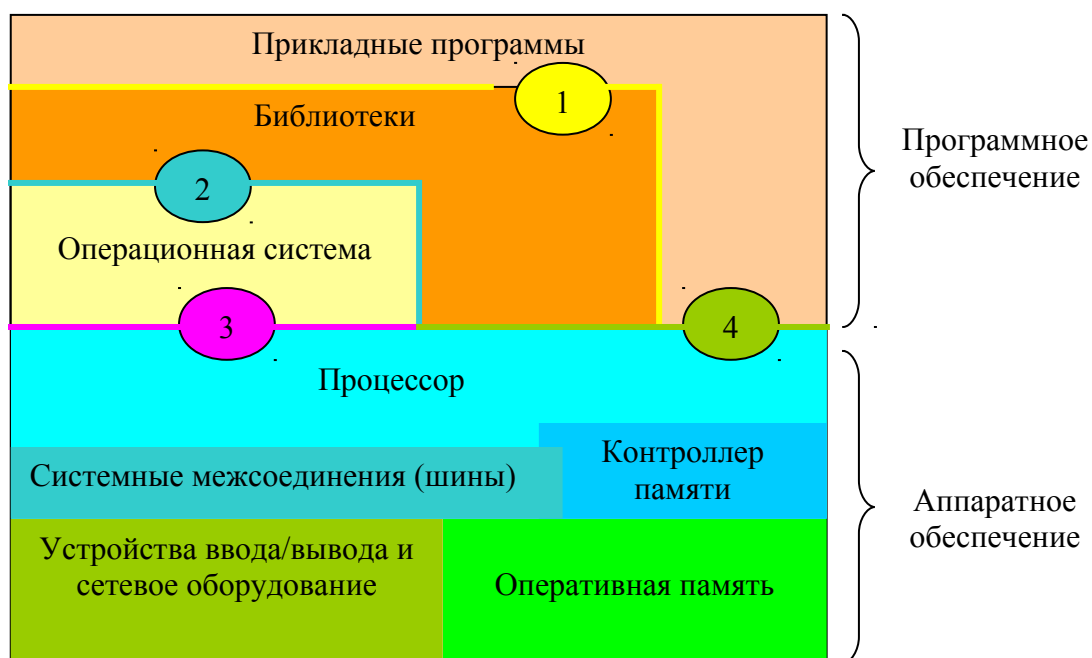 Прикладные программы
1
Библиотеки
2
Операционная система
3
4
Программное
обеспечение
Процессор
Контроллер
памяти
Системные межсоединения (шины)
Устройства ввода/вывода и
сетевое оборудование
Оперативная память
Аппаратное
обеспечение